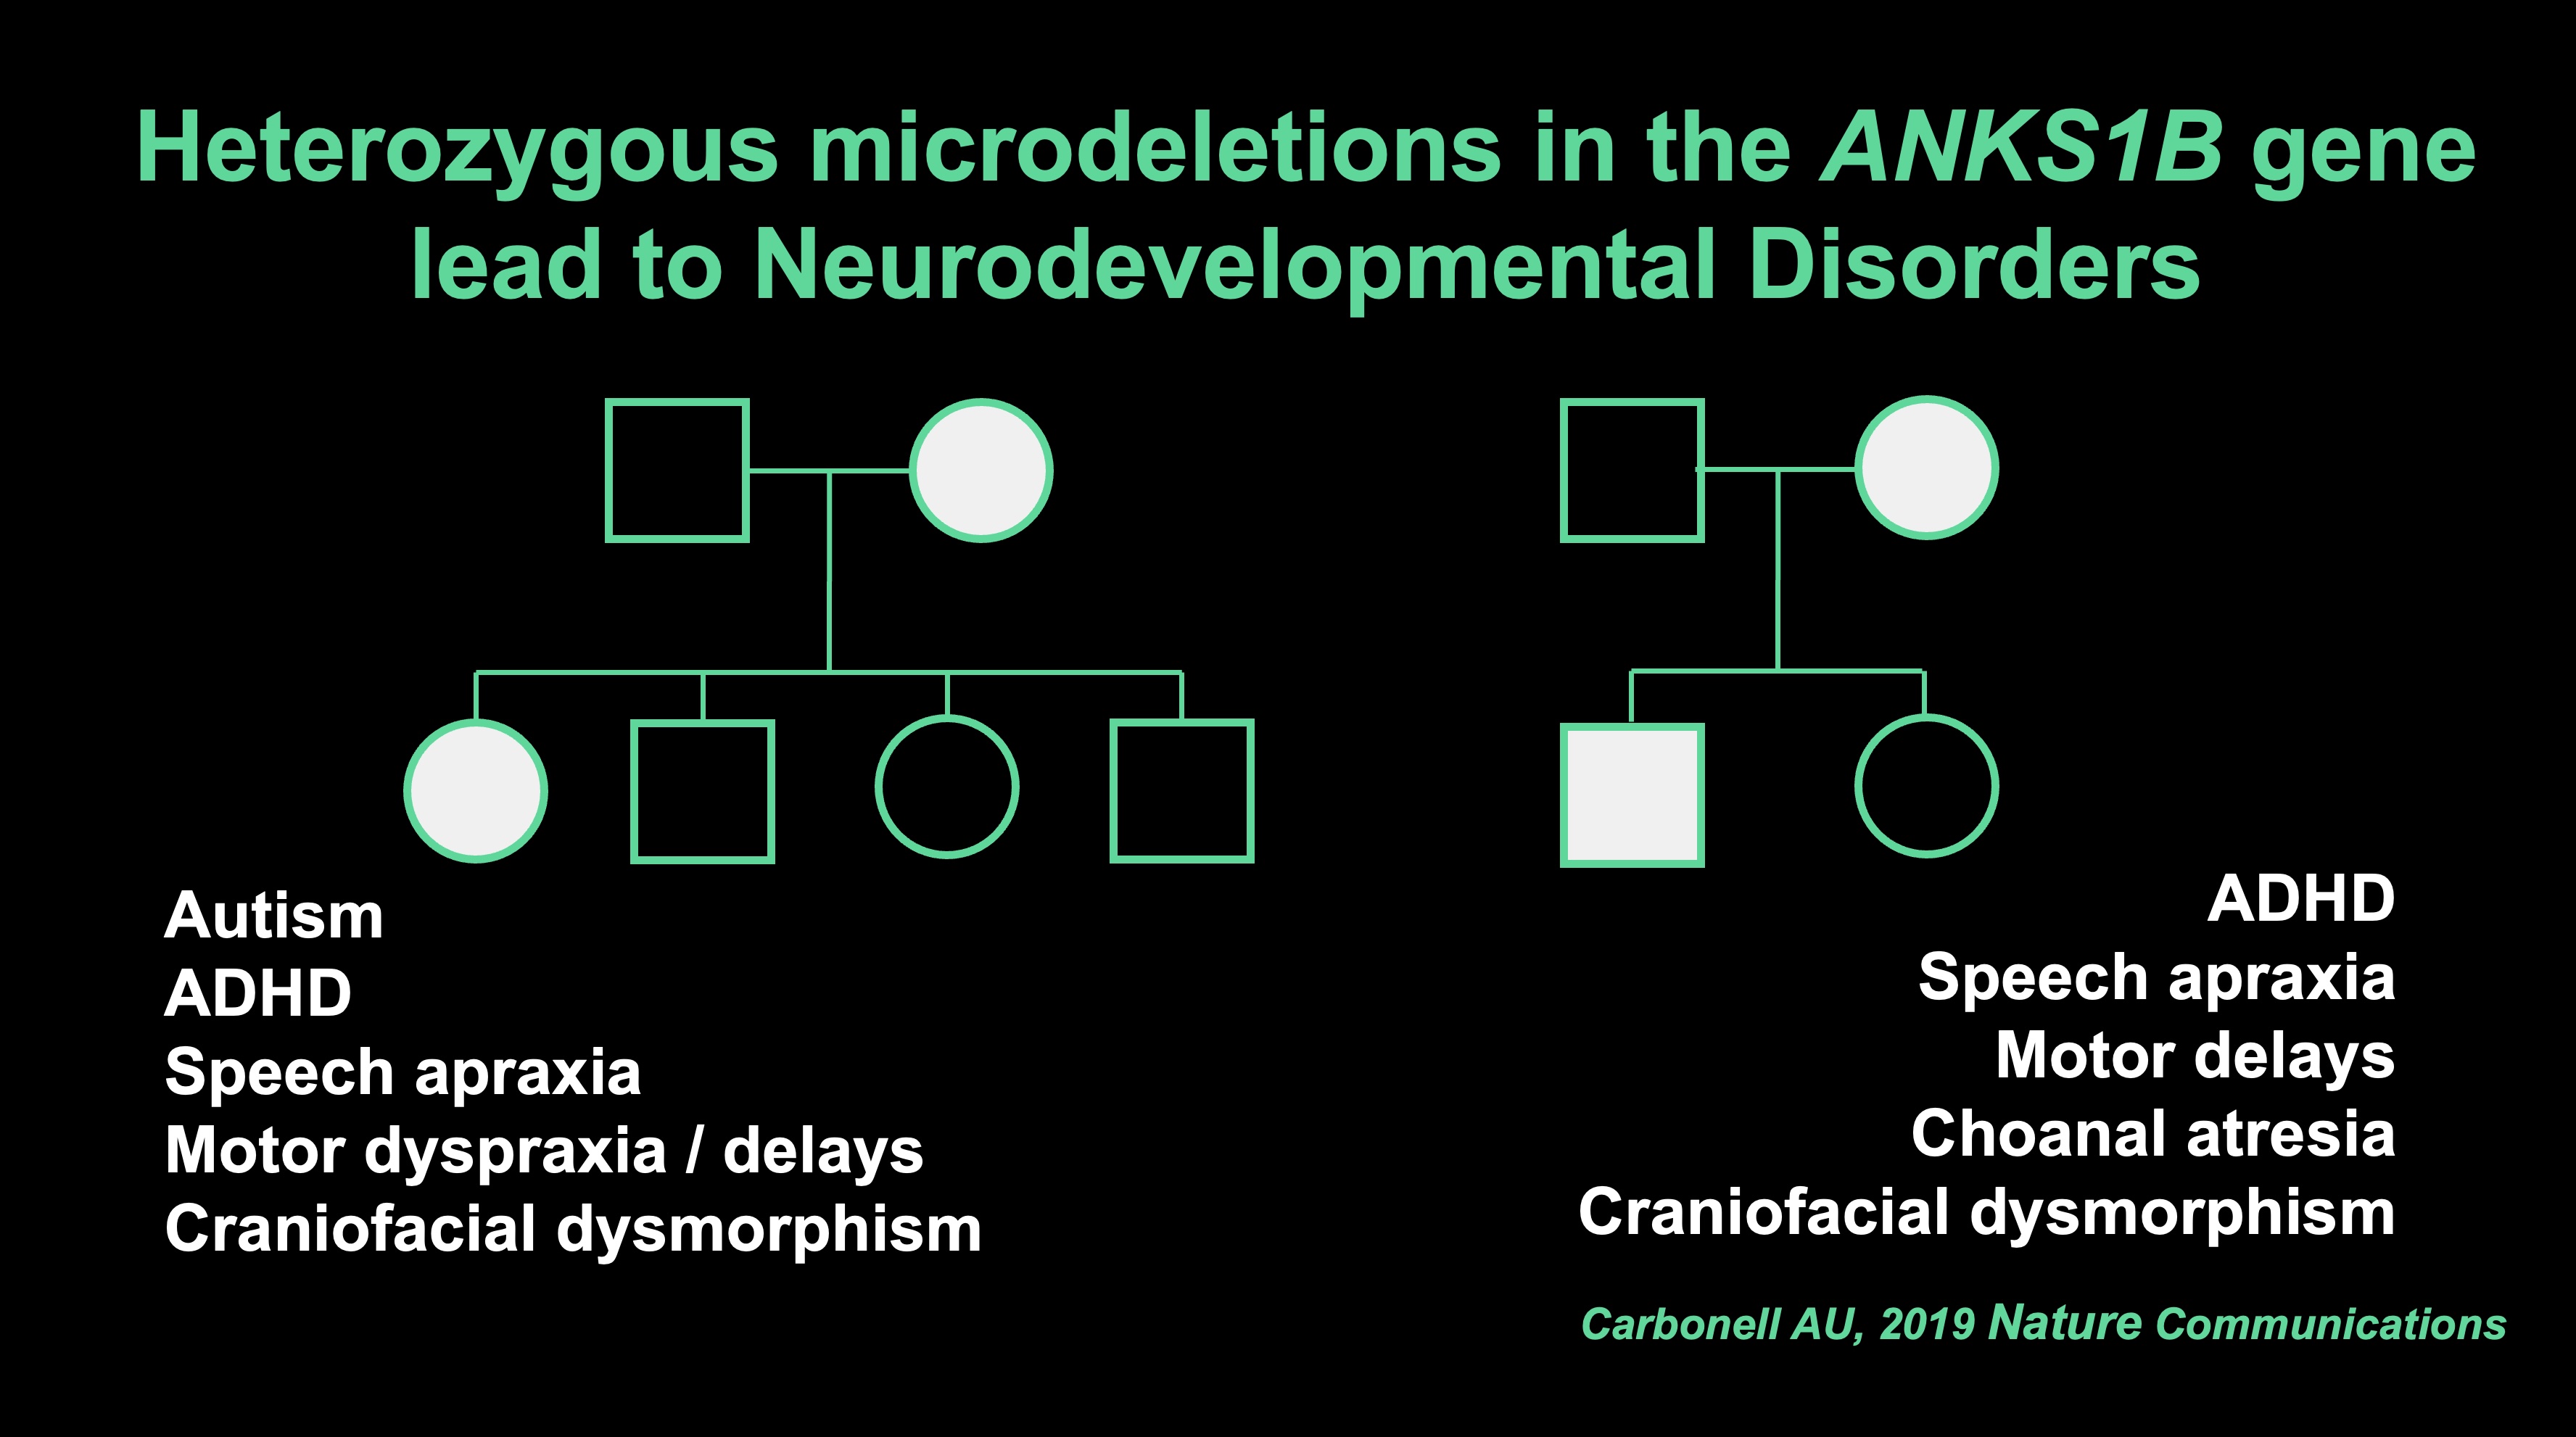 Heterozygous microdeletions in the ANKS1B gene
lead to Neurodevelopmental Disorders
Autism
ADHD
Speech apraxia
Motor dyspraxia / delays
Craniofacial dysmorphism
ADHD
Speech apraxia
Motor delays
Choanal atresia
Craniofacial dysmorphism
Carbonell AU, 2019 Nature Communications